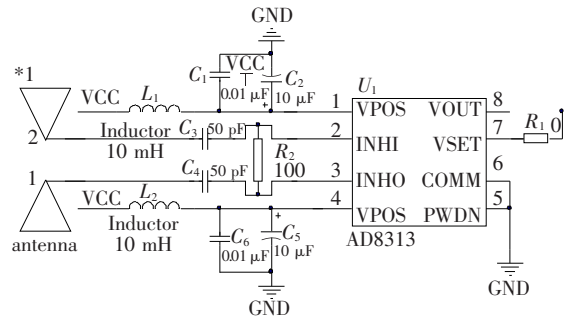 GND
*1
VCC
L₁
C₁
VCC
C₂
0.01 μF
10 μF
U₁
1
VPOS
VOUT
8
2
Inductor
10 mH
C₃
50 pF
2
INHI
VSET
7
R₁
0
R₂
100
1
C₄
50 pF
3
INHO
COMM
6
VCC
L₂
4
VPOS
PWDN
5
antenna
Inductor
10 mH
C₆
0.01 μF
+
C₅
10 μF
AD8313
GND
GND